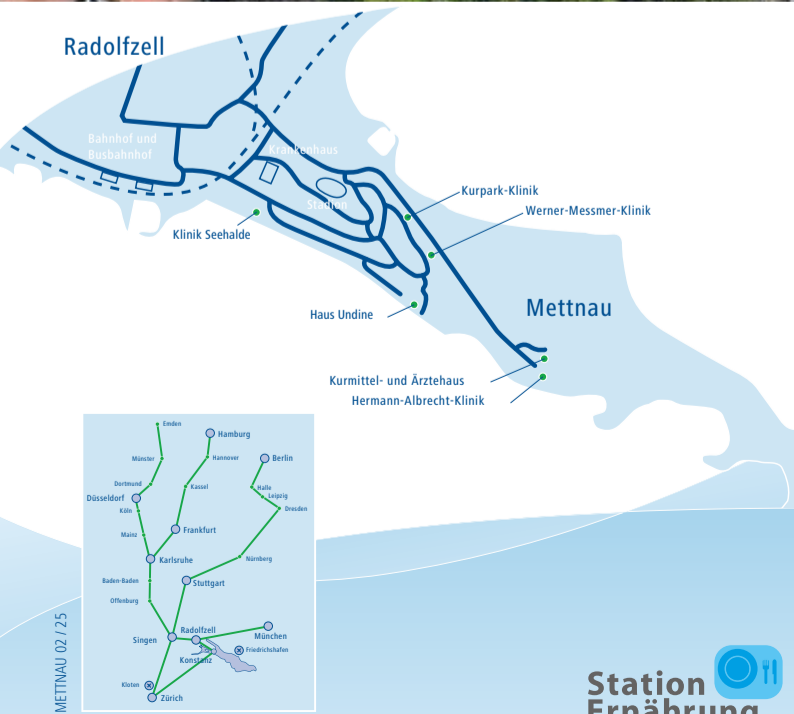 Radolfzell
Bahnhof und
Busbahnhof
Krankenhaus
Stadion
Kurpark-Klinik
Werner-Messmer-Klinik
Klinik Seehalde
Haus Undine
Mettnau
Kurmittel- und Ärztehaus
Hermann-Albrecht-Klinik
Emden
Hamburg
Münster
Hannover
Berlin
Dortmund
Kassel
Halle
Leipzig
Düsseldorf
Köln
Dresden
Frankfurt
Mainz
Karlsruhe
Nürnberg
Baden-Baden
Stuttgart
Offenburg
Radolfzell
Singen
München
Friedrichshafen
Konstanz
Kloten
Zürich
METTNAU 02 / 25
Station
Ernährung